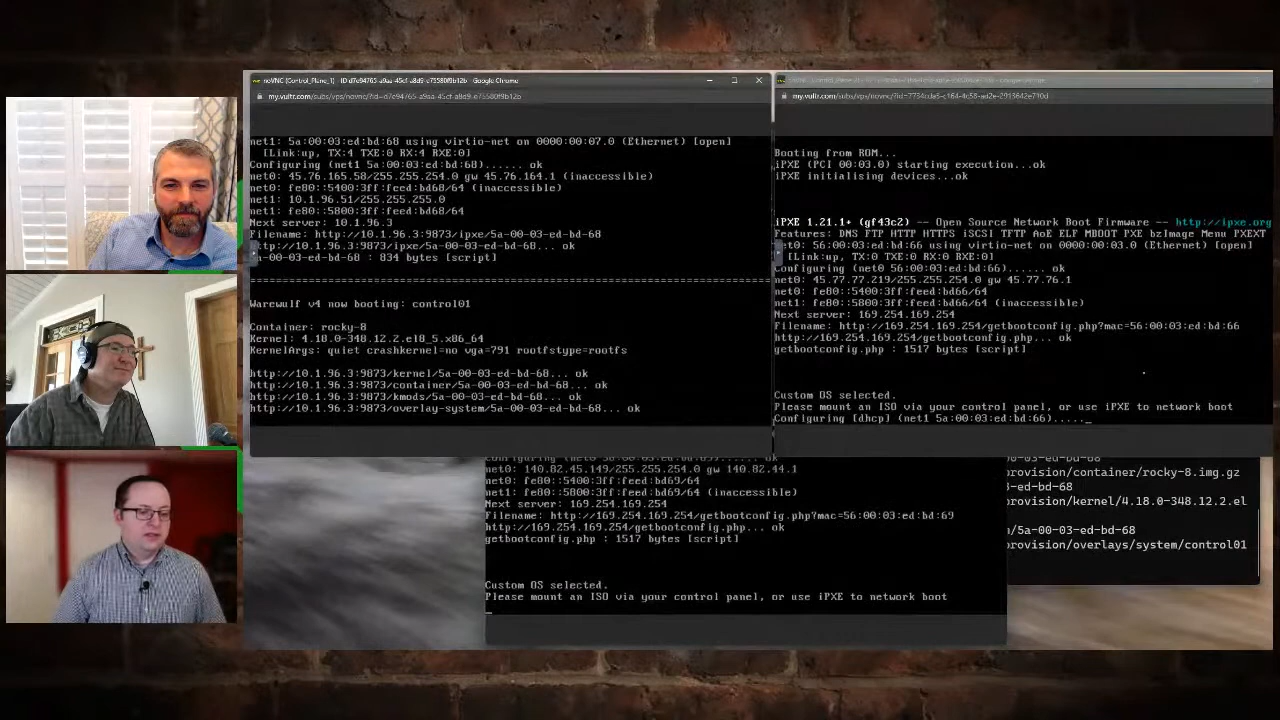 noVNC (Control_Plane_1) - ID d7e94765-a9aa-45cf-a8d9-e75580f9b12b - Google Chrome
my.vultr.com/subs/vps/novnc/?id=d7e94765-a9aa-45cf-a8d9-e75580f9b12b
net1: 5a:00:03:ed:bd:68 using virtio-net on 0000:00:07.0 (Ethernet) [open]
[Link:up, TX:4 TXE:0 RX:4 RXE:0]
Configuring (net1 5a:00:03:ed:bd:68)...... ok
net0: 45.76.165.58/255.255.254.0 gw 45.76.164.1 (inaccessible)
net0: fe80::5400:3ff:feed:bd68/64 (inaccessible)
net1: 10.1.96.51/255.255.255.0
net1: fe80::5800:3ff:feed:bd68/64
Next server: 10.1.96.3
Filename: http://10.1.96.3:9873/ipxe/5a-00-03-ed-bd-68
ttp://10.1.96.3:9873/ipxe/5a-00-03-ed-bd-68... ok
a-00-03-ed-bd-68 : 834 bytes [script]
================================================================================
Warewulf v4 now booting: control01
Container: rocky-8
Kernel: 4.18.0-348.12.2.el8_5.x86_64
KernelArgs: quiet crashkernel=no vga=791 rootfstype=rootfs
http://10.1.96.3:9873/kernel/5a-00-03-ed-bd-68... ok
http://10.1.96.3:9873/container/5a-00-03-ed-bd-68... ok
http://10.1.96.3:9873/kmods/5a-00-03-ed-bd-68... ok
http://10.1.96.3:9873/overlay-system/5a-00-03-ed-bd-68... ok
Booting from ROM...
iPXE (PCI 00:03.0) starting execution...ok
iPXE initialising devices...ok
iPXE 1.21.1+ (gf43c2) -- Open Source Network Boot Firmware -- http://ipxe.org
Features: DNS FTP HTTP HTTPS iSCSI TFTP AoE ELF MBOOT PXE bzImage Menu PXEXT
net0: 56:00:03:ed:bd:66 using virtio-net on 0000:00:03.0 (Ethernet) [open]
[Link:up, TX:0 TXE:0 RX:0 RXE:0]
Configuring (net0 56:00:03:ed:bd:66)...... ok
net0: 45.77.77.219/255.255.254.0 gw 45.77.76.1
net0: fe80::5400:3ff:feed:bd66/64
net1: fe80::5800:3ff:feed:bd66/64 (inaccessible)
Next server: 169.254.169.254
Filename: http://169.254.169.254/getbootconfig.php?mac=56:00:03:ed:bd:66
http://169.254.169.254/getbootconfig.php... ok
getbootconfig.php : 1517 bytes [script]
Custom OS selected.
Please mount an ISO via your control panel, or use iPXE to network boot
Configuring [dhcp] (net1 5a:00:03:ed:bd:66)....._
net0: 140.82.45.149/255.255.254.0 gw 140.82.44.1
net0: fe80::5400:3ff:feed:bd69/64
net1: fe80::5800:3ff:feed:bd69/64 (inaccessible)
Next server: 169.254.169.254
Filename: http://169.254.169.254/getbootconfig.php?mac=56:00:03:ed:bd:69
http://169.254.169.254/getbootconfig.php... ok
getbootconfig.php : 1517 bytes [script]
Custom OS selected.
Please mount an ISO via your control panel, or use iPXE to network boot
rovision/container/rocky-8.img.gz
3-ed-bd-68
rovision/kernel/4.18.0-348.12.2.el
/5a-00-03-ed-bd-68
rovision/overlays/system/control01